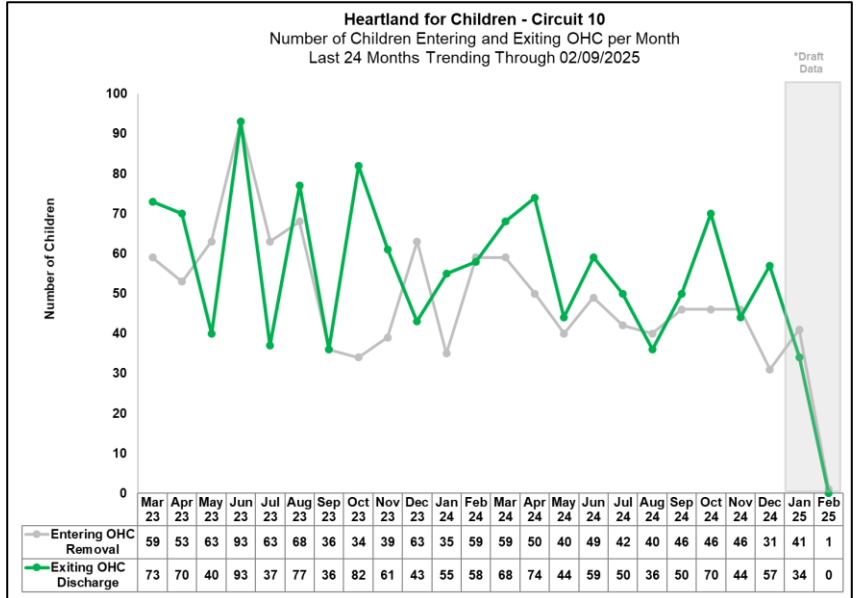 Heartland for Children - Circuit 10
Number of Children Entering and Exiting OHC per Month
Last 24 Months Trending Through 02/09/2025
*Draft
Data
100
90
80
70
60
50
40
30
20
10
0
Number of Children
Mar Apr May Jun Jul Aug Sep Oct Nov Dec Jan Feb Mar Apr May Jun Jul Aug Sep Oct Nov Dec Jan Feb
23 23 23 23 23 23 23 23 23 23 24 24 24 24 24 24 24 24 24 24 24 24 25 25
Entering OHC
Removal
59 53 63 93 63 68 36 34 39 63 35 59 59 50 40 49 42 40 46 46 46 31 41 1
Exiting OHC
Discharge
73 70 40 93 37 77 36 82 61 43 55 58 68 74 44 59 50 36 50 70 44 57 34 0